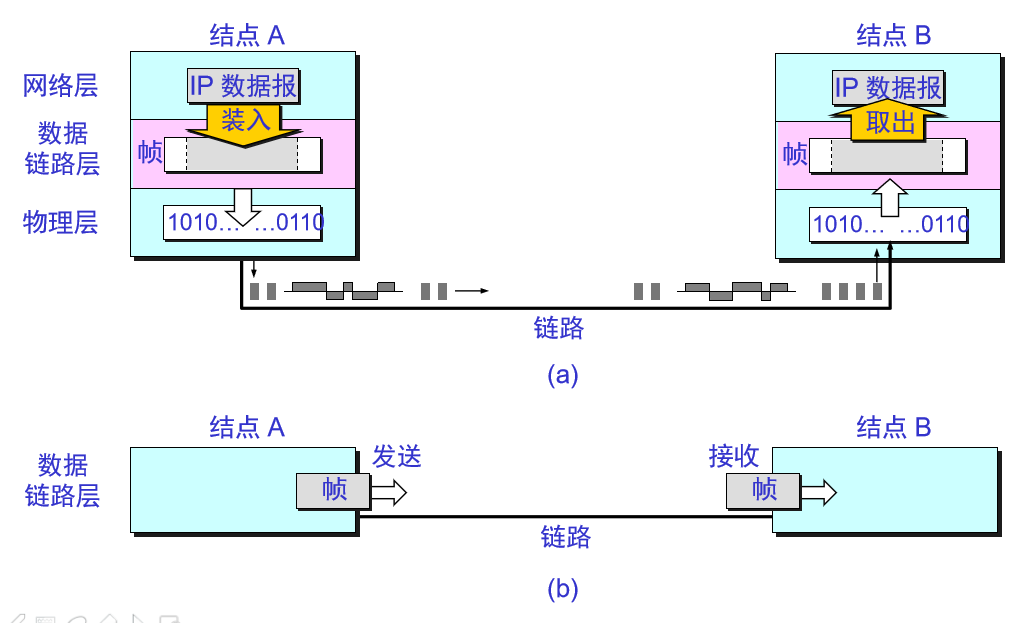 结点 A
结点 B
网络层
IP 数据报
IP 数据报
装入
取出
数据
链路层
帧
帧
物理层
1010… …0110
1010… …0110
链路
(a)
结点 A
结点 B
数据
链路层
发送
接收
帧
帧
链路
(b)